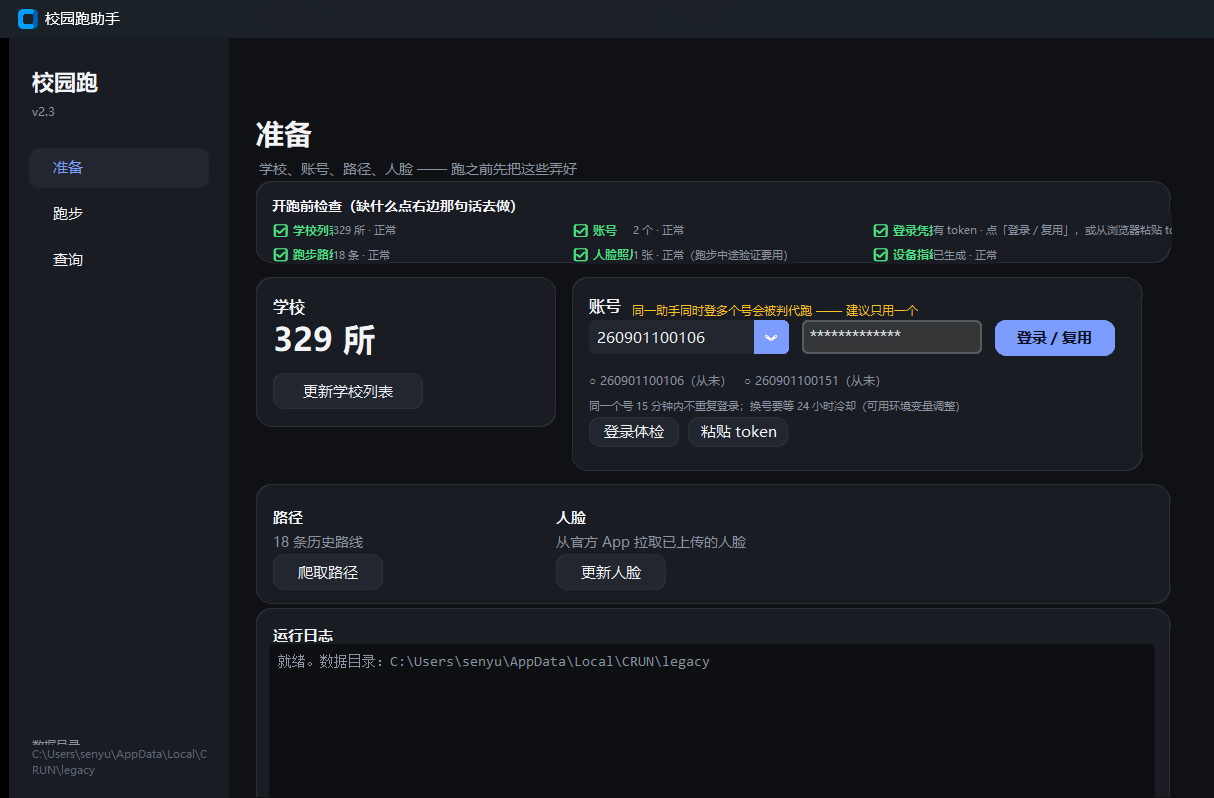 校园跑助手
校园跑
v2.3
准备
跑步
查询
数据目录
C:\Users\senyu\AppData\Local\C
RUN\legacy
准备
学校、账号、路径、人脸 —— 跑之前先把这些弄好
开跑前检查（缺什么点右边那句话去做）
学校列 329 所 · 正常
账号 2 个 · 正常
登录凭 有 token · 点「登录 / 复用」，或从浏览器粘贴 to
跑步路 18 条 · 正常
人脸照 1 张 · 正常（跑步中途验证要用）
设备指 已生成 · 正常
学校
329 所
更新学校列表
账号 同一助手同时登多个号会被判代跑 —— 建议只用一个
260901100106 ************* 登录 / 复用
○ 260901100106（从未） ○ 260901100151（从未）
同一个号 15 分钟内不重复登录；换号要等 24 小时冷却（可用环境变量调整）
登录体检 粘贴 token
路径
18 条历史路线
爬取路径
人脸
从官方 App 拉取已上传的人脸
更新人脸
运行日志
就绪。数据目录：C:\Users\senyu\AppData\Local\CRUN\legacy